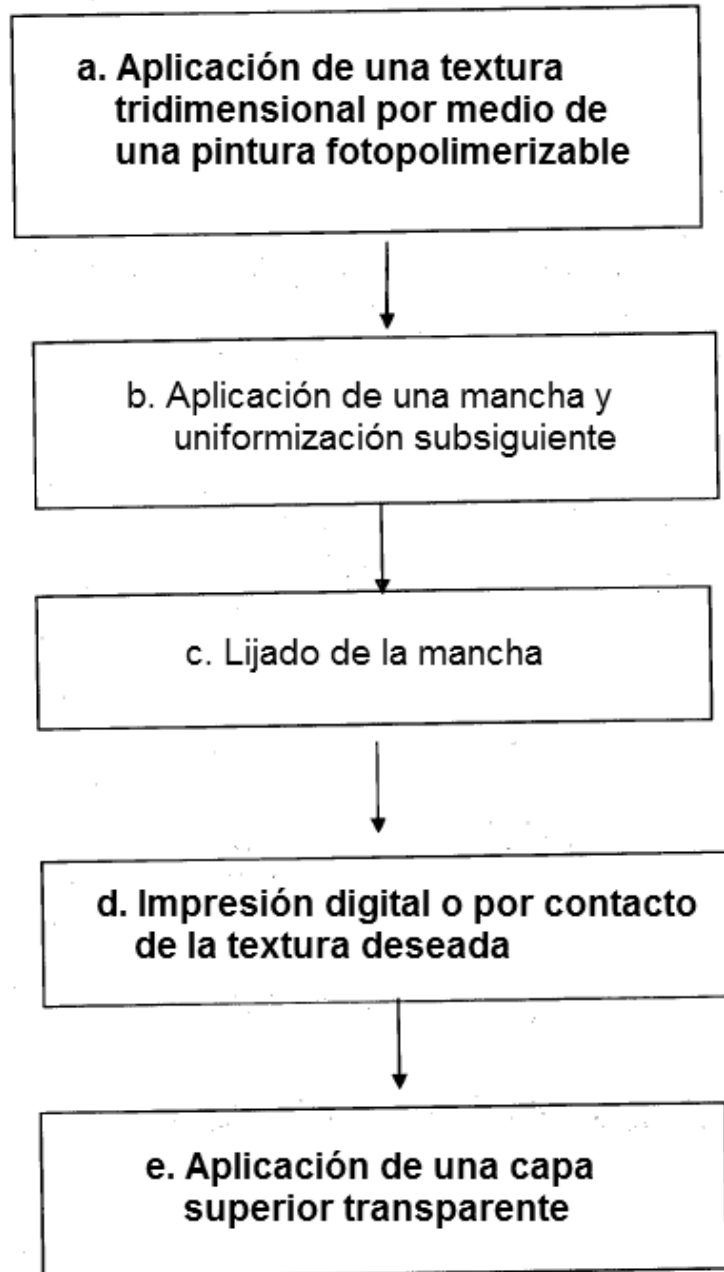 a. Aplicación de una textura
tridimensional por medio de
una pintura fotopolimerizable
b. Aplicación de una mancha y
uniformización subsiguiente
c. Lijado de la mancha
d. Impresión digital o por contacto
de la textura deseada
e. Aplicación de una capa
superior transparente